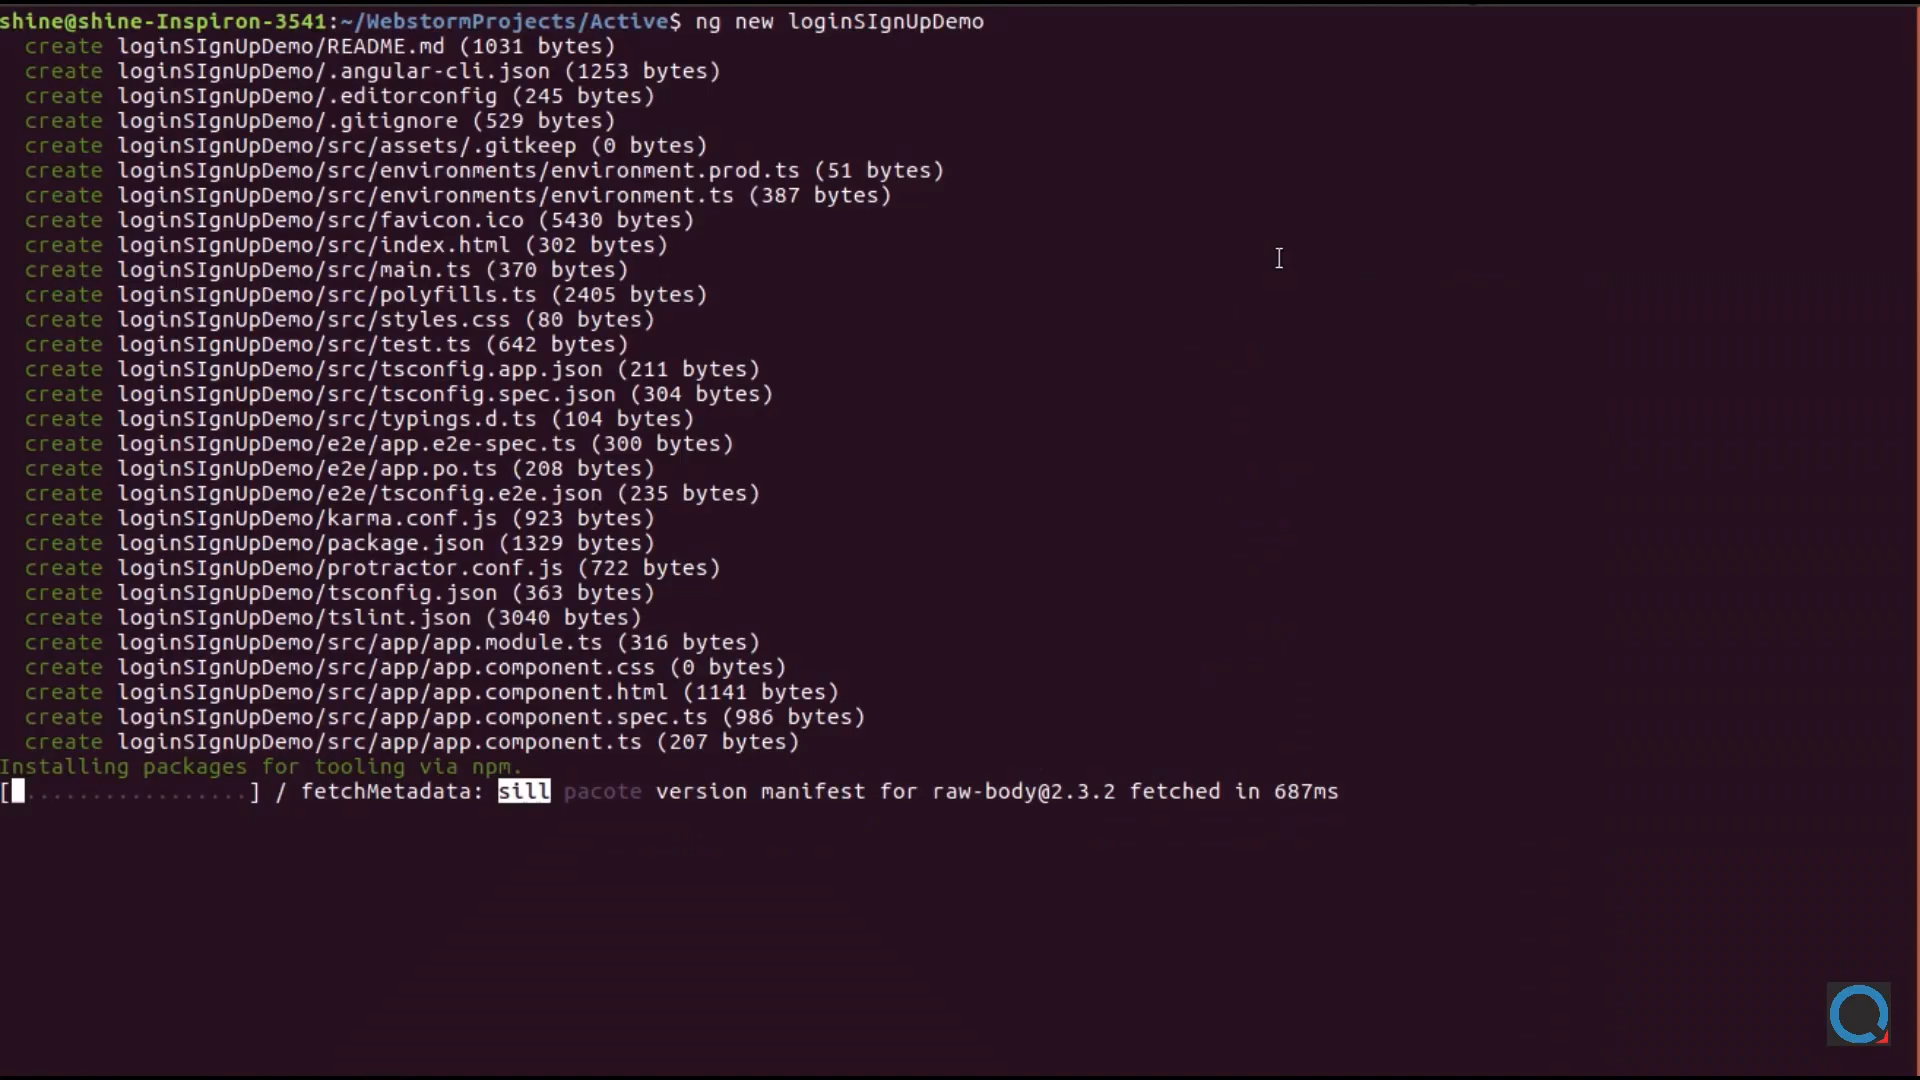 shine@shine-Inspiron-3541:~/WebstormProjects/Active$ ng new loginSIgnUpDemo
create loginSIgnUpDemo/README.md (1031 bytes)
create loginSIgnUpDemo/.angular-cli.json (1253 bytes)
create loginSIgnUpDemo/.editorconfig (245 bytes)
create loginSIgnUpDemo/.gitignore (529 bytes)
create loginSIgnUpDemo/src/assets/.gitkeep (0 bytes)
create loginSIgnUpDemo/src/environments/environment.prod.ts (51 bytes)
create loginSIgnUpDemo/src/environments/environment.ts (387 bytes)
create loginSIgnUpDemo/src/favicon.ico (5430 bytes)
create loginSIgnUpDemo/src/index.html (302 bytes)
create loginSIgnUpDemo/src/main.ts (370 bytes)
create loginSIgnUpDemo/src/polyfills.ts (2405 bytes)
create loginSIgnUpDemo/src/styles.css (80 bytes)
create loginSIgnUpDemo/src/test.ts (642 bytes)
create loginSIgnUpDemo/src/tsconfig.app.json (211 bytes)
create loginSIgnUpDemo/src/tsconfig.spec.json (304 bytes)
create loginSIgnUpDemo/src/typings.d.ts (104 bytes)
create loginSIgnUpDemo/e2e/app.e2e-spec.ts (300 bytes)
create loginSIgnUpDemo/e2e/app.po.ts (208 bytes)
create loginSIgnUpDemo/e2e/tsconfig.e2e.json (235 bytes)
create loginSIgnUpDemo/karma.conf.js (923 bytes)
create loginSIgnUpDemo/package.json (1329 bytes)
create loginSIgnUpDemo/protractor.conf.js (722 bytes)
create loginSIgnUpDemo/tsconfig.json (363 bytes)
create loginSIgnUpDemo/tslint.json (3040 bytes)
create loginSIgnUpDemo/src/app/app.module.ts (316 bytes)
create loginSIgnUpDemo/src/app/app.component.css (0 bytes)
create loginSIgnUpDemo/src/app/app.component.html (1141 bytes)
create loginSIgnUpDemo/src/app/app.component.spec.ts (986 bytes)
create loginSIgnUpDemo/src/app/app.component.ts (207 bytes)
Installing packages for tooling via npm.
[ .................] / fetchMetadata: sill pacote version manifest for raw-body@2.3.2 fetched in 687ms